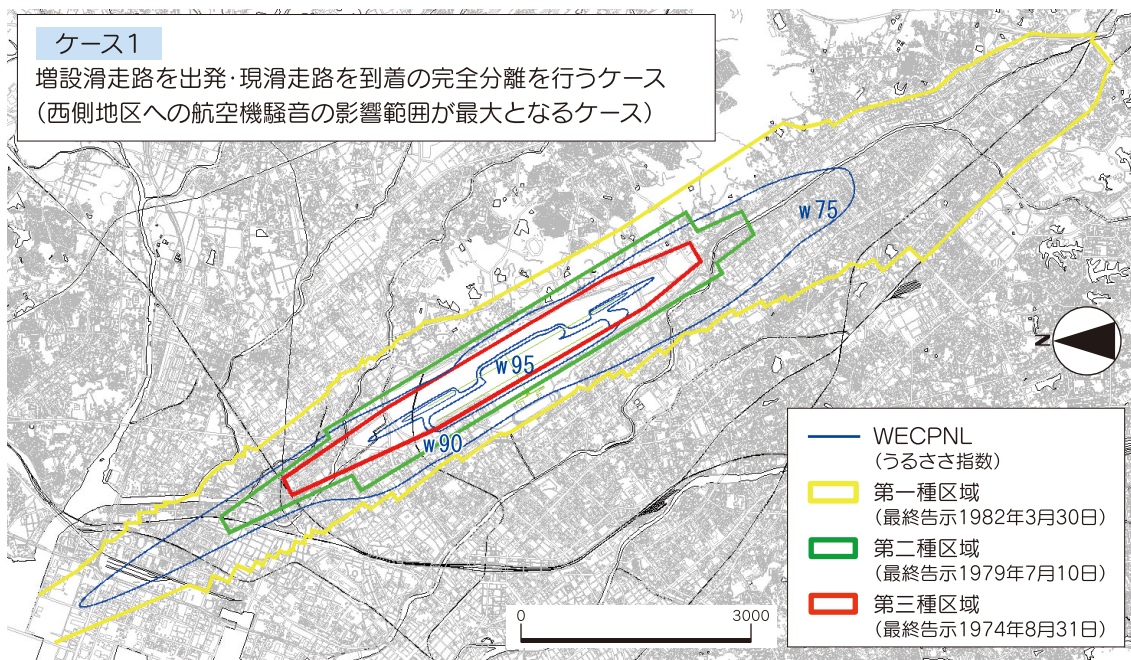 ケース1
増設滑走路を出発･現滑走路を到着の完全分離を行うケース
(西側地区への航空機騒音の影響範囲が最大となるケース)
w75
w95
w90
N
WECPNL
(うるささ指数)
第一種区域
(最終告示1982年3月30日)
第二種区域
(最終告示1979年7月10日)
第三種区域
(最終告示1974年8月31日)
0 3000